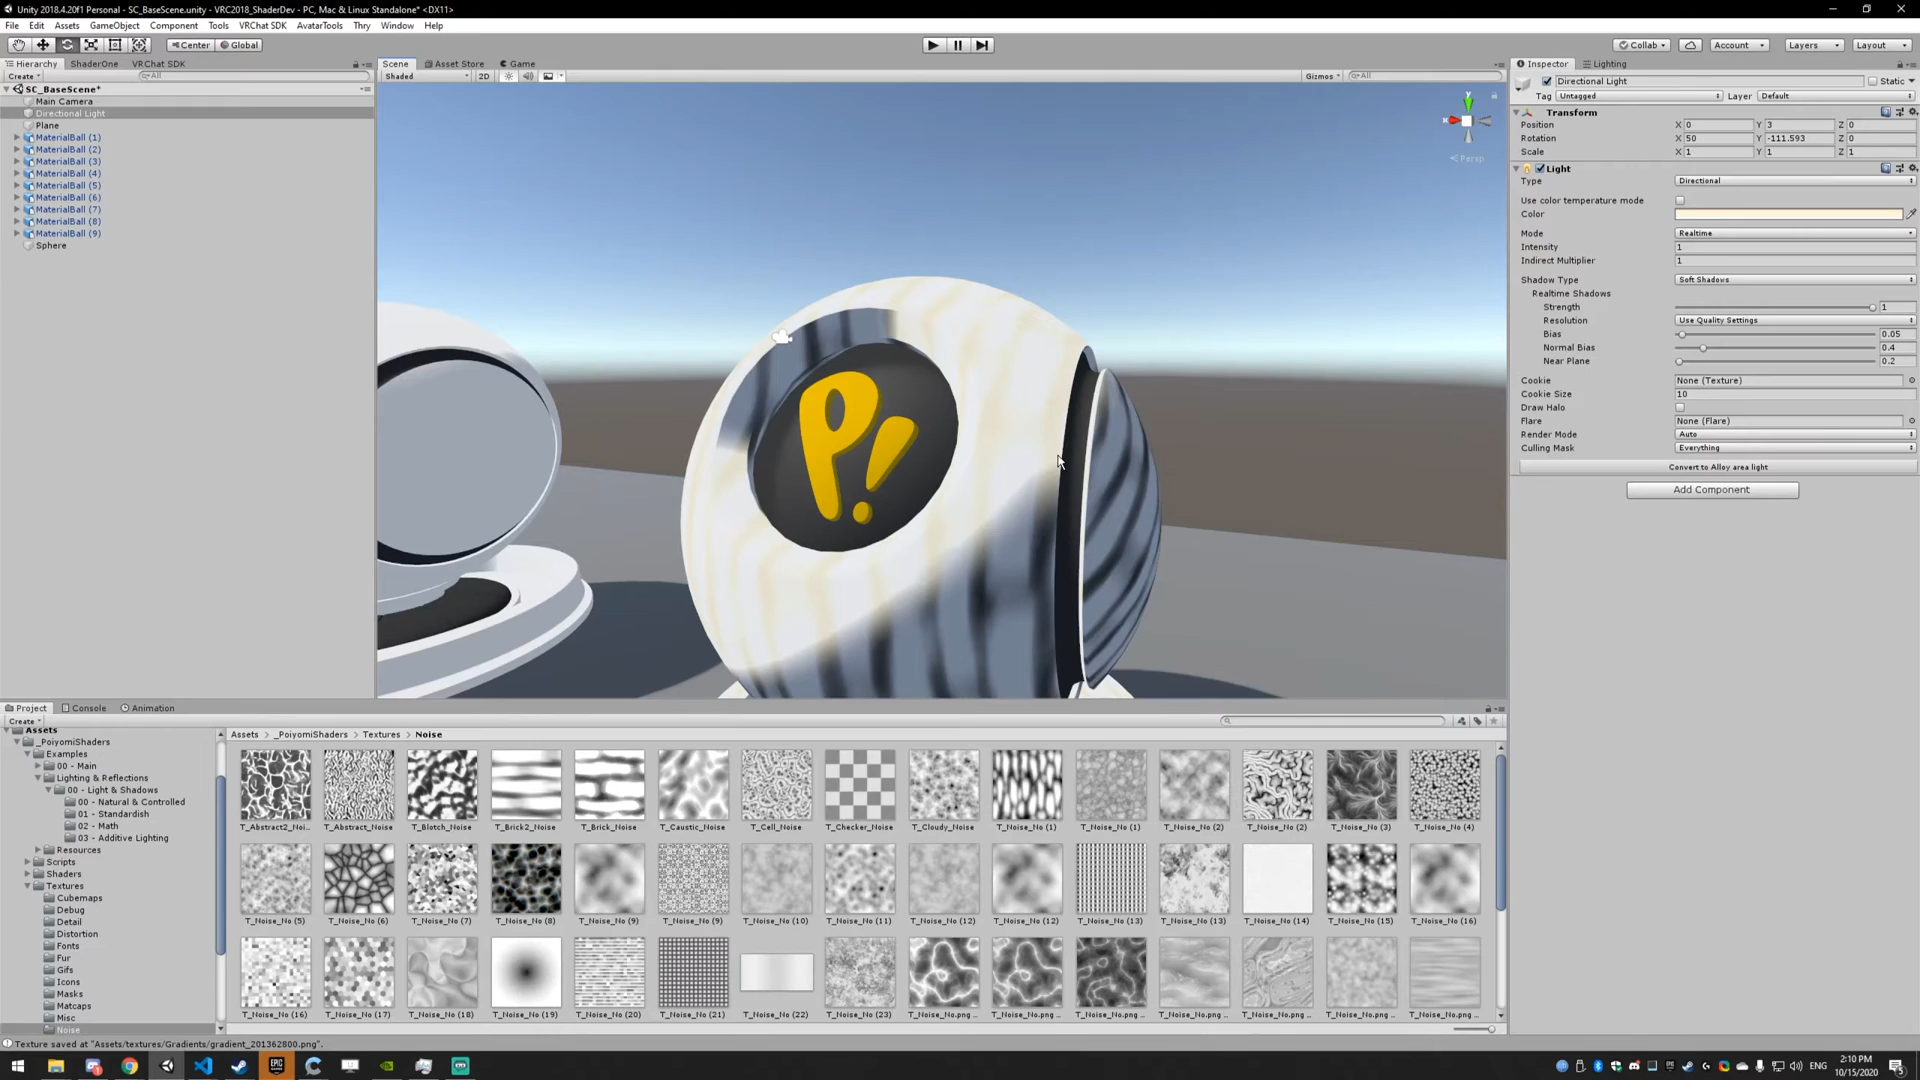 Unity 2018.4.20f1 Personal - SC_BaseScene.unity - VRC2018_ShaderDev - PC, Mac & Linux Standalone* <DX11>
File Edit Assets GameObject Component Tools VRChat SDK AvatarTools Thry Window Help
Center Global Collab Account Layers Layout
Hierarchy ShaderOne VRChat SDK
Create All
SC_BaseScene*
Main Camera
Directional Light
Plane
MaterialBall (1)
MaterialBall (2)
MaterialBall (3)
MaterialBall (4)
MaterialBall (5)
MaterialBall (6)
MaterialBall (7)
MaterialBall (8)
MaterialBall (9)
Sphere
Scene Asset Store Game
Shaded 2D Gizmos All
y
x
Persp
P!
Inspector Lighting
Directional Light Static
Tag Untagged Layer Default
Transform
Position X 0 Y 3 Z 0
Rotation X 50 Y -111.593 Z 0
Scale X 1 Y 1 Z 1
Light
Type Directional
Use color temperature mode
Color
Mode Realtime
Intensity 1
Indirect Multiplier 1
Shadow Type Soft Shadows
Realtime Shadows
Strength 1
Resolution Use Quality Settings
Bias 0.05
Normal Bias 0.4
Near Plane 0.2
Cookie None (Texture)
Cookie Size 10
Draw Halo
Flare None (Flare)
Render Mode Auto
Culling Mask Everything
Convert to Alloy area light
Add Component
Project Console Animation
Create
Assets
_PoiyomiShaders
Examples
00 - Main
Lighting & Reflections
00 - Light & Shadows
00 - Natural & Controlled
01 - Standardish
02 - Math
03 - Additive Lighting
Resources
Scripts
Shaders
Textures
Cubemaps
Debug
Detail
Distortion
Fonts
Fur
Gifs
Icons
Masks
Matcaps
Misc
Noise
Assets _PoiyomiShaders Textures Noise
T_Abstract2_Noi... T_Abstract_Noise T_Blotch_Noise T_Brick2_Noise T_Brick_Noise T_Caustic_Noise T_Cell_Noise T_Checker_Noise T_Cloudy_Noise T_Noise_No (1) T_Noise_No (1) T_Noise_No (2) T_Noise_No (2) T_Noise_No (3) T_Noise_No (4)
T_Noise_No (5) T_Noise_No (6) T_Noise_No (7) T_Noise_No (8) T_Noise_No (9) T_Noise_No (9) T_Noise_No (10) T_Noise_No (11) T_Noise_No (12) T_Noise_No (12) T_Noise_No (13) T_Noise_No (13) T_Noise_No (14) T_Noise_No (15) T_Noise_No (16)
T_Noise_No (16) T_Noise_No (17) T_Noise_No (18) T_Noise_No (19) T_Noise_No (20) T_Noise_No (21) T_Noise_No (22) T_Noise_No (23) T_Noise_No.png ... T_Noise_No.png ... T_Noise_No.png ... T_Noise_No.png ... T_Noise_No.png ... T_Noise_No.png ... T_Noise_No.png ...
Texture saved at "Assets/textures/Gradients/gradient_201362800.png".
EPIC GAMES
ENG
2:10 PM
10/15/2020